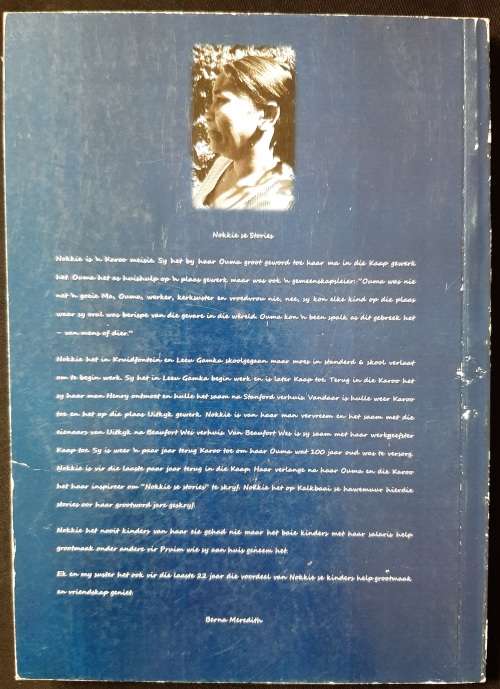 Nokkie se Stories
Nokkie is 'n Karoo meisie. Sy het by haar Ouma groot geword toe haar ma in die Kaap gewerk
het. Ouma het as huishulp op 'n plaas gewerk maar was ook 'n gemeenskapsleier: "Ouma was nie
net 'n goeie Ma, Ouma, werker, kerksuster en vroedvrou nie, nee, sy kon elke kind op die plaas
waar sy oral was berispe van die gevare in die wêreld. Ouma kon 'n been spalk as dit gebreek het
– van mens of dier."
Nokkie het in Kruidfontein en Leeu Gamka skoolgegaan maar moes in standerd 6 skool verlaat
om te begin werk. Sy het in Leeu Gamka begin werk en is later Kaap toe. Terug in die Karoo het
sy haar man Henry ontmoet en hulle het saam na Stanford verhuis. Vandaar is hulle weer Karoo
toe en het op die plaas Uitkyk gewerk. Nokkie is van haar man vervreem en het saam met die
eienaars van Uitkyk na Beaufort Wes verhuis. Van Beaufort Wes is sy saam met haar werkgeefster
Kaap toe. Sy is weer 'n paar jaar terug Karoo toe om haar Ouma wat 100 jaar oud was te versorg.
Nokkie is vir die laaste paar jaar terug in die Kaap. Haar verlange na haar Ouma en die Karoo
het haar inspireer om "Nokkie se stories" te skryf. Nokkie het op Kalkbaai se hawemuur hierdie
stories oor haar grootword jare geskryf.
Nokkie het nooit kinders van haar eie gehad nie maar het baie kinders met haar salaris help
grootmaak onder anders vir Pruim wie sy aan huis geneem het.
Ek en my suster het ook vir die laaste 22 jaar die voordeel van Nokkie se kinders help grootmaak
en vriendskap geniet.
Berna Meredith